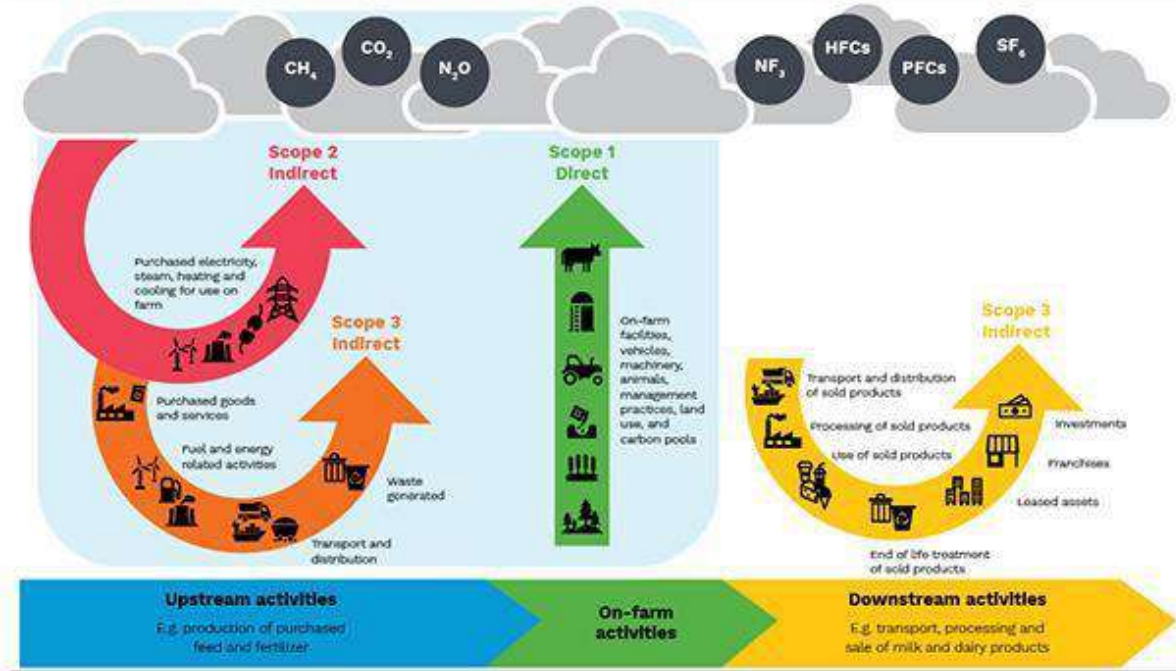 CH₄
CO₂
N₂O
NF₃
HFCs
PFCs
SF₆
Scope 2
Indirect
Purchased electricity,
steam, heating and
cooling for use on
farm
Scope 3
Indirect
Purchased goods
and services
Fuel and energy
related activities
Transport and
distribution
Waste
generated
Scope 1
Direct
On-farm
facilities,
vehicles,
machinery,
animals,
management
practices, land
use, and
carbon pools
Scope 3
Indirect
Transport and distribution
of sold products
Processing of sold products
Use of sold products
End of life treatment
of sold products
Leased assets
Franchises
Investments
Upstream activities
E.g. production of purchased
feed and fertilizer
On-farm
activities
Downstream activities
E.g. transport, processing and
sale of milk and dairy products